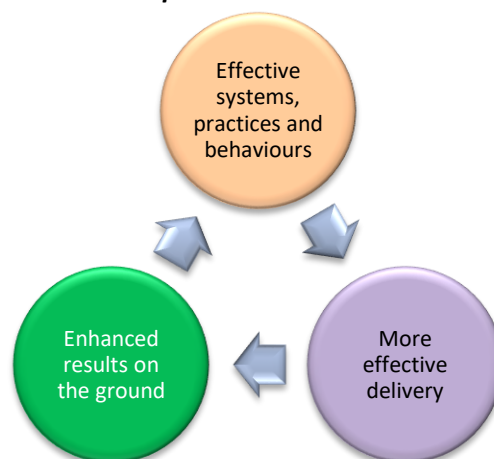 Effective
systems,
practices and
behaviours
More
effective
delivery
Enhanced
results on
the ground